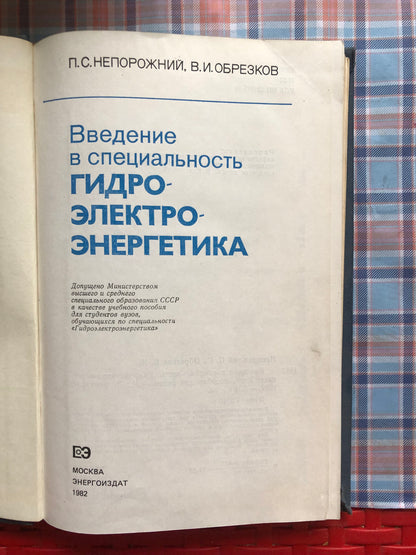 П.С.НЕПОРОЖНИЙ, В.И.ОБРЕЗКОВ
Введение
в специальность
ГИДРО-
ЭЛЕКТРО-
ЭНЕРГЕТИКА
Допущено Министерством
высшего и среднего
специального образования СССР
в качестве учебного пособия
для студентов вузов,
обучающихся по специальности
«Гидроэлектроэнергетика»
МОСКВА
ЭНЕРГОИЗДАТ
1982